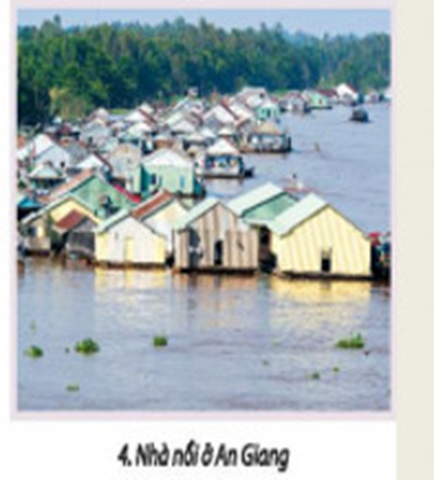 4. Nhà nổi ở An Giang